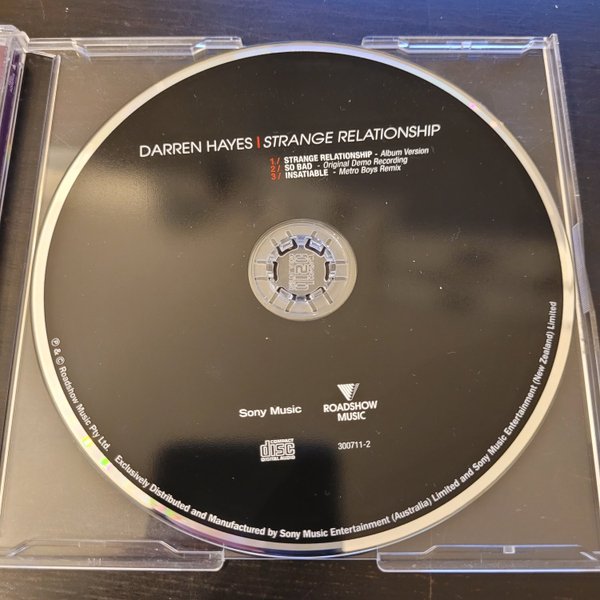 DARREN HAYES | STRANGE RELATIONSHIP
1/ STRANGE RELATIONSHIP - Album Version
2/ SO BAD - Original Demo Recording
3/ INSATIABLE - Metro Boys Remix
Sony Music
ROADSHOW
MUSIC
COMPACT
disc
DIGITAL AUDIO
300711-2
℗ & © Roadshow Music Pty Ltd. Exclusively Distributed and Manufactured by Sony Music Entertainment (Australia) Limited and Sony Music Entertainment (New Zealand) Limited